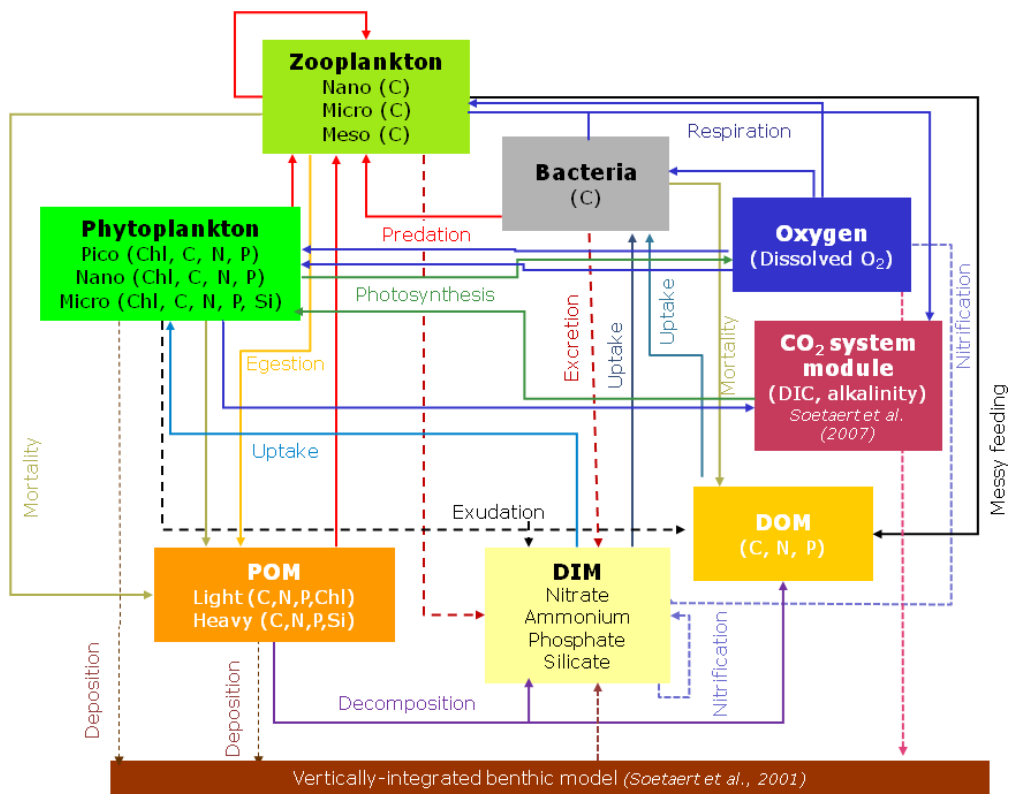 Zooplankton
Nano (C)
Micro (C)
Meso (C)
Respiration
Bacteria
(C)
Phytoplankton
Pico (Chl, C, N, P)
Nano (Chl, C, N, P)
Micro (Chl, C, N, P, Si)
Predation
Oxygen
(Dissolved O₂)
Photosynthesis
Excretion
Uptake
Uptake
Mortality
Nitrification
CO₂ system
module
(DIC, alkalinity)
Soetaert et al.
(2007)
Egestion
Messy feeding
Mortality
Uptake
Exudation
DOM
(C, N, P)
POM
Light (C,N,P,Chl)
Heavy (C,N,P,Si)
DIM
Nitrate
Ammonium
Phosphate
Silicate
Deposition
Deposition
Decomposition
Nitrification
Vertically-integrated benthic model (Soetaert et al., 2001)